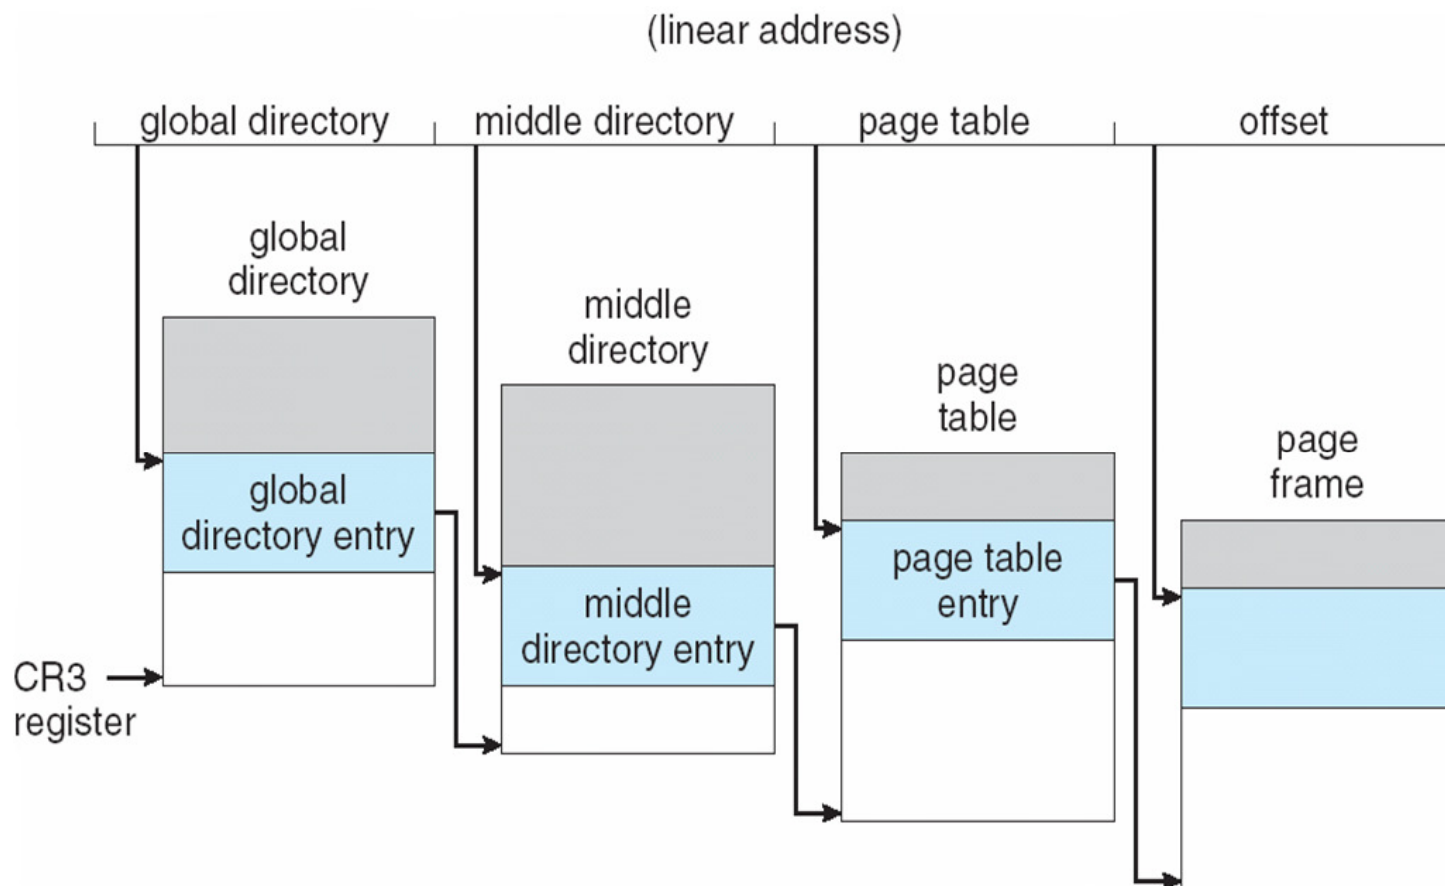 (linear address)
global directory
middle directory
page table
offset
global
directory
middle
directory
page
table
page
frame
global
directory entry
middle
directory entry
page table
entry
CR3
register